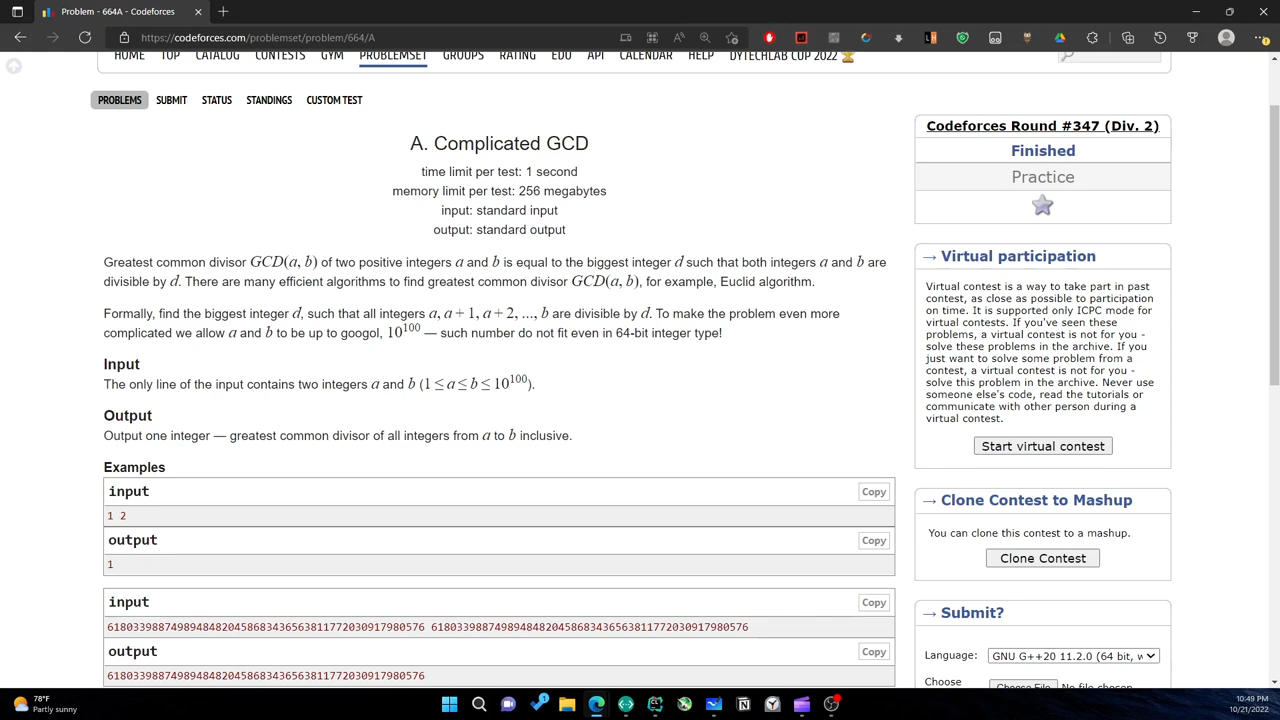 Problem - 664A - Codeforces
https://codeforces.com/problemset/problem/664/A
HOME TOP CATALOG CONTESTS GYM PROBLEMSET GROUPS RATING EDU API CALENDAR HELP DYTECHLAB CUP 2022
PROBLEMS SUBMIT STATUS STANDINGS CUSTOM TEST
A. Complicated GCD
time limit per test: 1 second
memory limit per test: 256 megabytes
input: standard input
output: standard output
Greatest common divisor GCD(a, b) of two positive integers a and b is equal to the biggest integer d such that both integers a and b are
divisible by d. There are many efficient algorithms to find greatest common divisor GCD(a, b), for example, Euclid algorithm.
Formally, find the biggest integer d, such that all integers a, a + 1, a + 2, ..., b are divisible by d. To make the problem even more
complicated we allow a and b to be up to googol, 10^100 — such number do not fit even in 64-bit integer type!
Input
The only line of the input contains two integers a and b (1 ≤ a ≤ b ≤ 10^100).
Output
Output one integer — greatest common divisor of all integers from a to b inclusive.
Examples
input
Copy
1 2
output
Copy
1
input
Copy
61803398874989484820458683436563811772030917980576 61803398874989484820458683436563811772030917980576
output
Copy
61803398874989484820458683436563811772030917980576
Codeforces Round #347 (Div. 2)
Finished
Practice
→ Virtual participation
Virtual contest is a way to take part in past
contest, as close as possible to participation
on time. It is supported only ICPC mode for
virtual contests. If you've seen these
problems, a virtual contest is not for you -
solve these problems in the archive. If you
just want to solve some problem from a
contest, a virtual contest is not for you -
solve this problem in the archive. Never use
someone else's code, read the tutorials or
communicate with other person during a
virtual contest.
Start virtual contest
→ Clone Contest to Mashup
You can clone this contest to a mashup.
Clone Contest
→ Submit?
Language: GNU G++20 11.2.0 (64 bit, w
Choose
Choose File No file chosen
78°F
Partly sunny
10:49 PM
10/21/2022